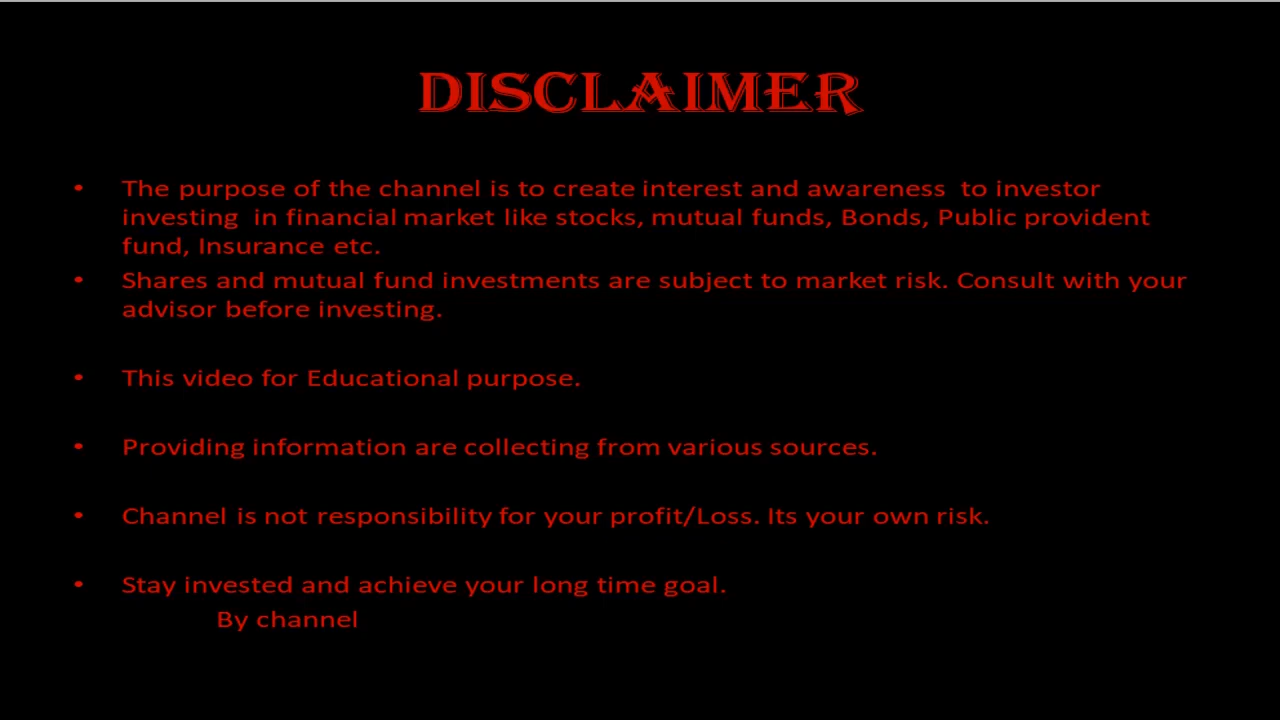 DISCLAIMER
• The purpose of the channel is to create interest and awareness  to investor
investing  in financial market like stocks, mutual funds, Bonds, Public provident
fund, Insurance etc.
• Shares and mutual fund investments are subject to market risk. Consult with your
advisor before investing.
• This video for Educational purpose.
• Providing information are collecting from various sources.
• Channel is not responsibility for your profit/Loss. Its your own risk.
• Stay invested and achieve your long time goal.
By channel